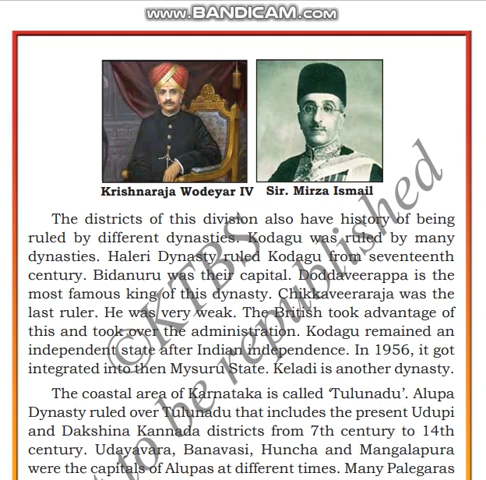 www.BANDICAM.com
Krishnaraja Wodeyar IV Sir. Mirza Ismail
The districts of this division also have history of being
ruled by different dynasties. Kodagu was ruled by many
dynasties. Haleri Dynasty ruled Kodagu from seventeenth
century. Bidanuru was their capital. Doddaveerappa is the
most famous king of this dynasty. Chikkaveeraraja was the
last ruler. He was very weak. The British took advantage of
this and took over the administration. Kodagu remained an
independent state after Indian independence. In 1956, it got
integrated into then Mysuru State. Keladi is another dynasty.
The coastal area of Karnataka is called ‘Tulunadu’. Alupa
Dynasty ruled over Tulunadu that includes the present Udupi
and Dakshina Kannada districts from 7th century to 14th
century. Udayavara, Banavasi, Huncha and Mangalapura
were the capitals of Alupas at different times. Many Palegaras
©KTBS
t to be republished